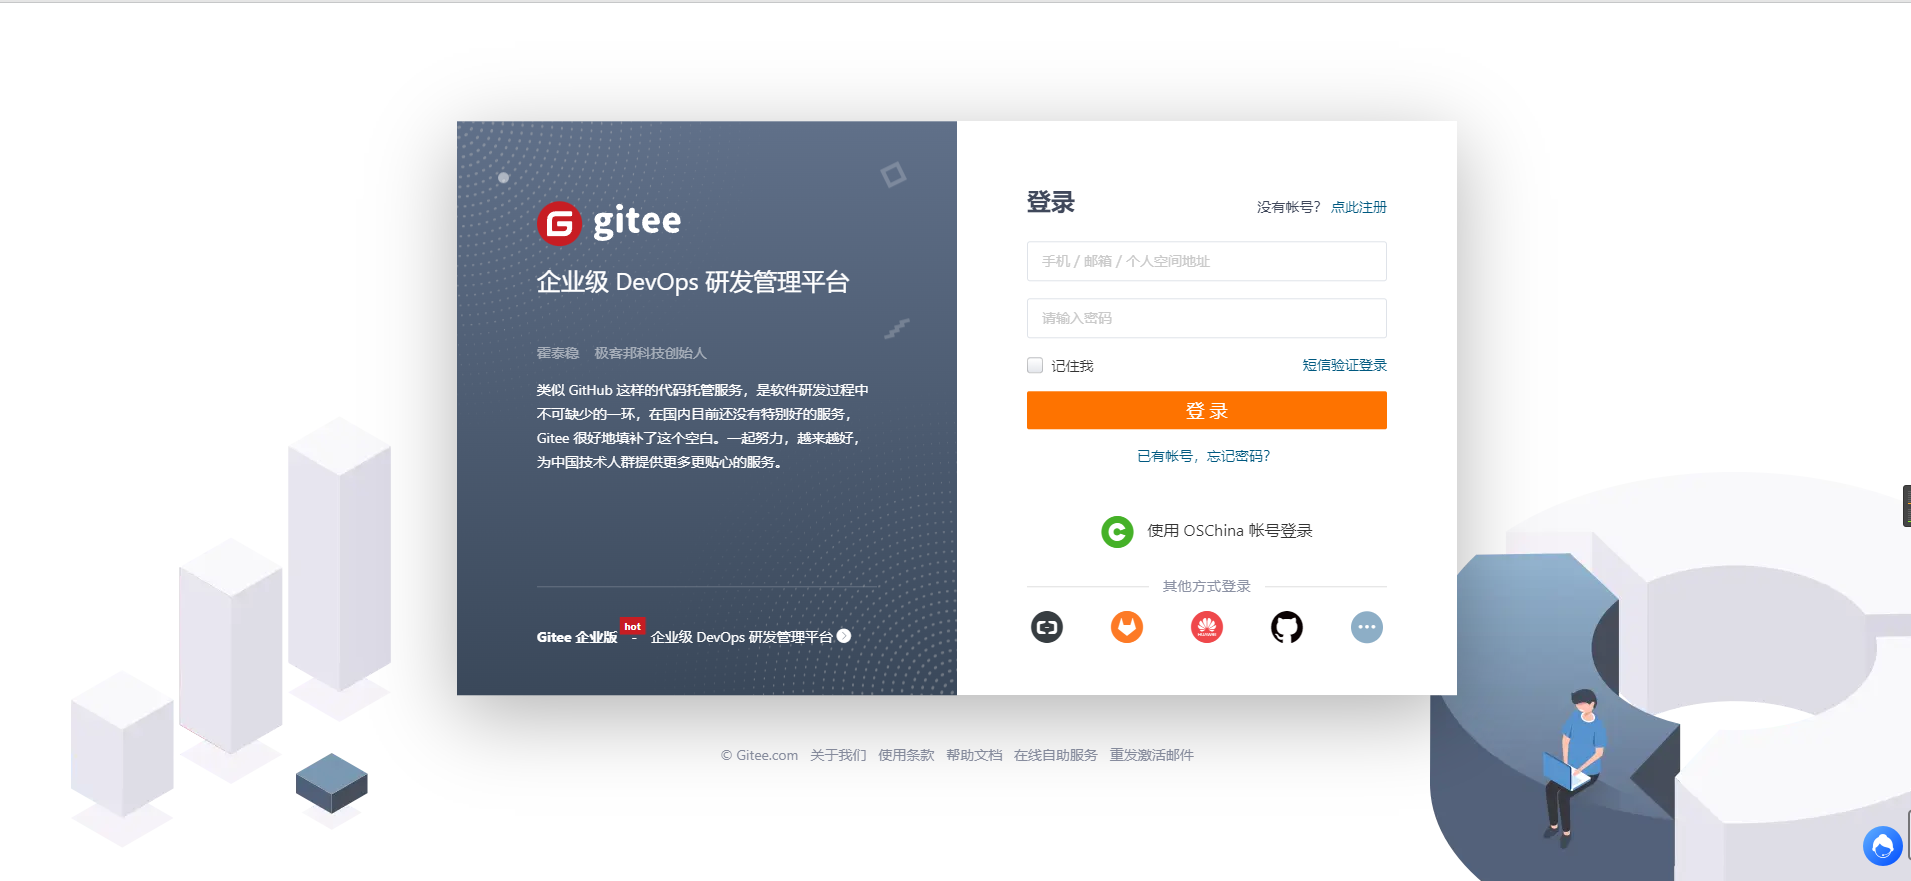 gitee
企业级 DevOps 研发管理平台
霍泰稳 极客邦科技创始人
类似 GitHub 这样的代码托管服务，是软件研发过程中
不可缺少的一环，在国内目前还没有特别好的服务，
Gitee 很好地填补了这个空白。一起努力，越来越好，
为中国技术人群提供更多更贴心的服务。
Gitee 企业版 hot - 企业级 DevOps 研发管理平台
登录
没有帐号？ 点此注册
手机 / 邮箱 / 个人空间地址
请输入密码
记住我 短信验证登录
登 录
已有帐号，忘记密码？
使用 OSChina 帐号登录
其他方式登录
HUAWEI
© Gitee.com 关于我们 使用条款 帮助文档 在线自助服务 重发激活邮件